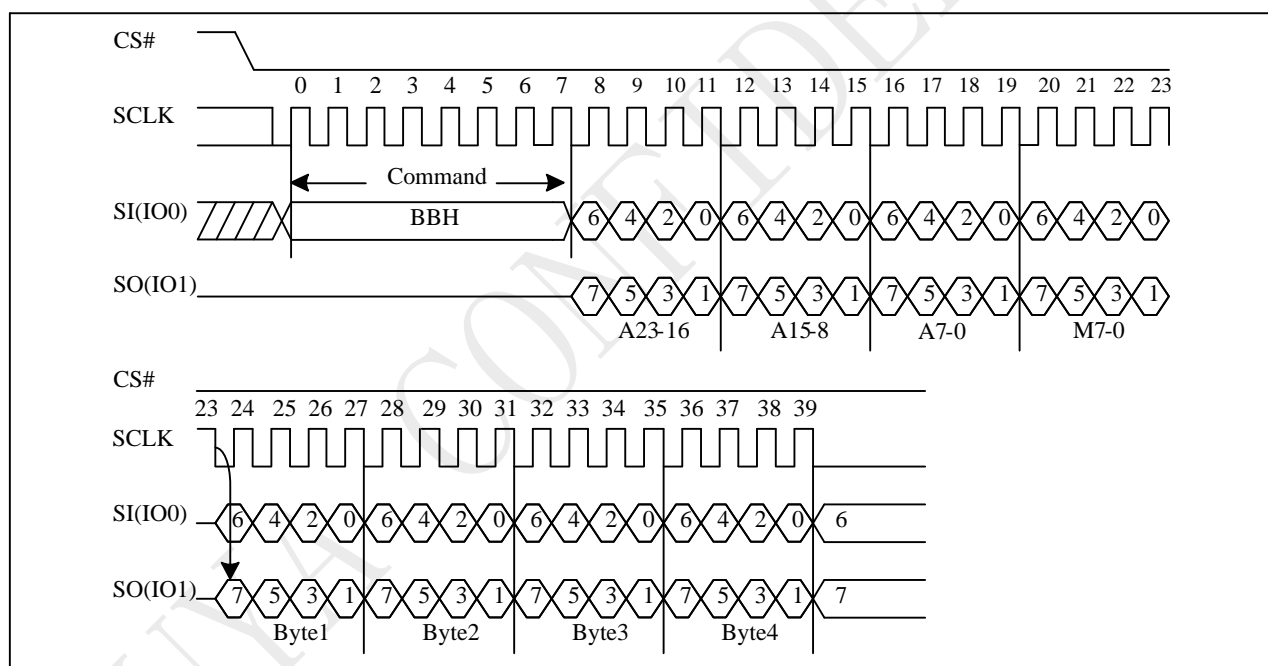 CS#
0 1 2 3 4 5 6 7 8 9 10 11 12 13 14 15 16 17 18 19 20 21 22 23
SCLK
Command
SI(IO0) BBH 6 4 2 0 6 4 2 0 6 4 2 0 6 4 2 0
SO(IO1) 7 5 3 1 7 5 3 1 7 5 3 1 7 5 3 1
A23-16 A15-8 A7-0 M7-0
CS#
23 24 25 26 27 28 29 30 31 32 33 34 35 36 37 38 39
SCLK
SI(IO0) 6 4 2 0 6 4 2 0 6 4 2 0 6 4 2 0 6
SO(IO1) 7 5 3 1 7 5 3 1 7 5 3 1 7 5 3 1 7
Byte1 Byte2 Byte3 Byte4